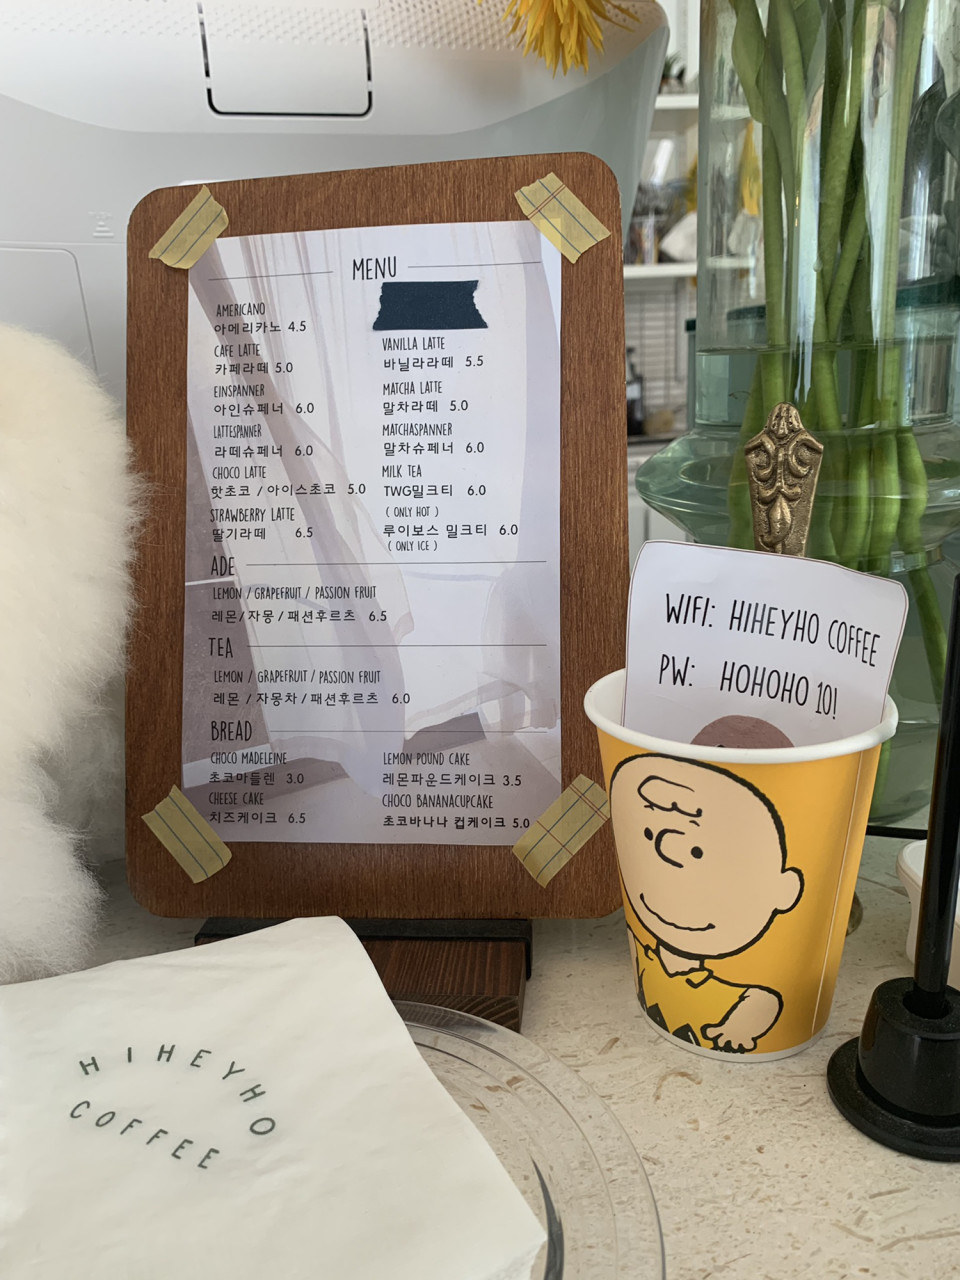 MENU
AMERICANO
아메리카노 4.5
CAFE LATTE
카페라떼 5.0
EINSPANNER
아인슈페너 6.0
LATTESPANNER
라떼슈페너 6.0
CHOCO LATTE
핫초코 / 아이스초코 5.0
STRAWBERRY LATTE
딸기라떼 6.5
VANILLA LATTE
바닐라라떼 5.5
MATCHA LATTE
말차라떼 5.0
MATCHASPANNER
말차슈페너 6.0
MILK TEA
TWG밀크티 6.0
( ONLY HOT )
루이보스 밀크티 6.0
( ONLY ICE )
ADE
LEMON / GRAPEFRUIT / PASSION FRUIT
레몬/자몽 / 패션후르츠 6.5
TEA
LEMON / GRAPEFRUIT / PASSION FRUIT
레몬 / 자몽차 / 패션후르츠 6.0
BREAD
CHOCO MADELEINE
초코마들렌 3.0
CHEESE CAKE
치즈케이크 6.5
LEMON POUND CAKE
레몬파운드케이크 3.5
CHOCO BANANACUPCAKE
초코바나나 컵케이크 5.0
WIFI: HIHEYHO COFFEE
PW: HOHOHO 10!
HIHEYHO
COFFEE